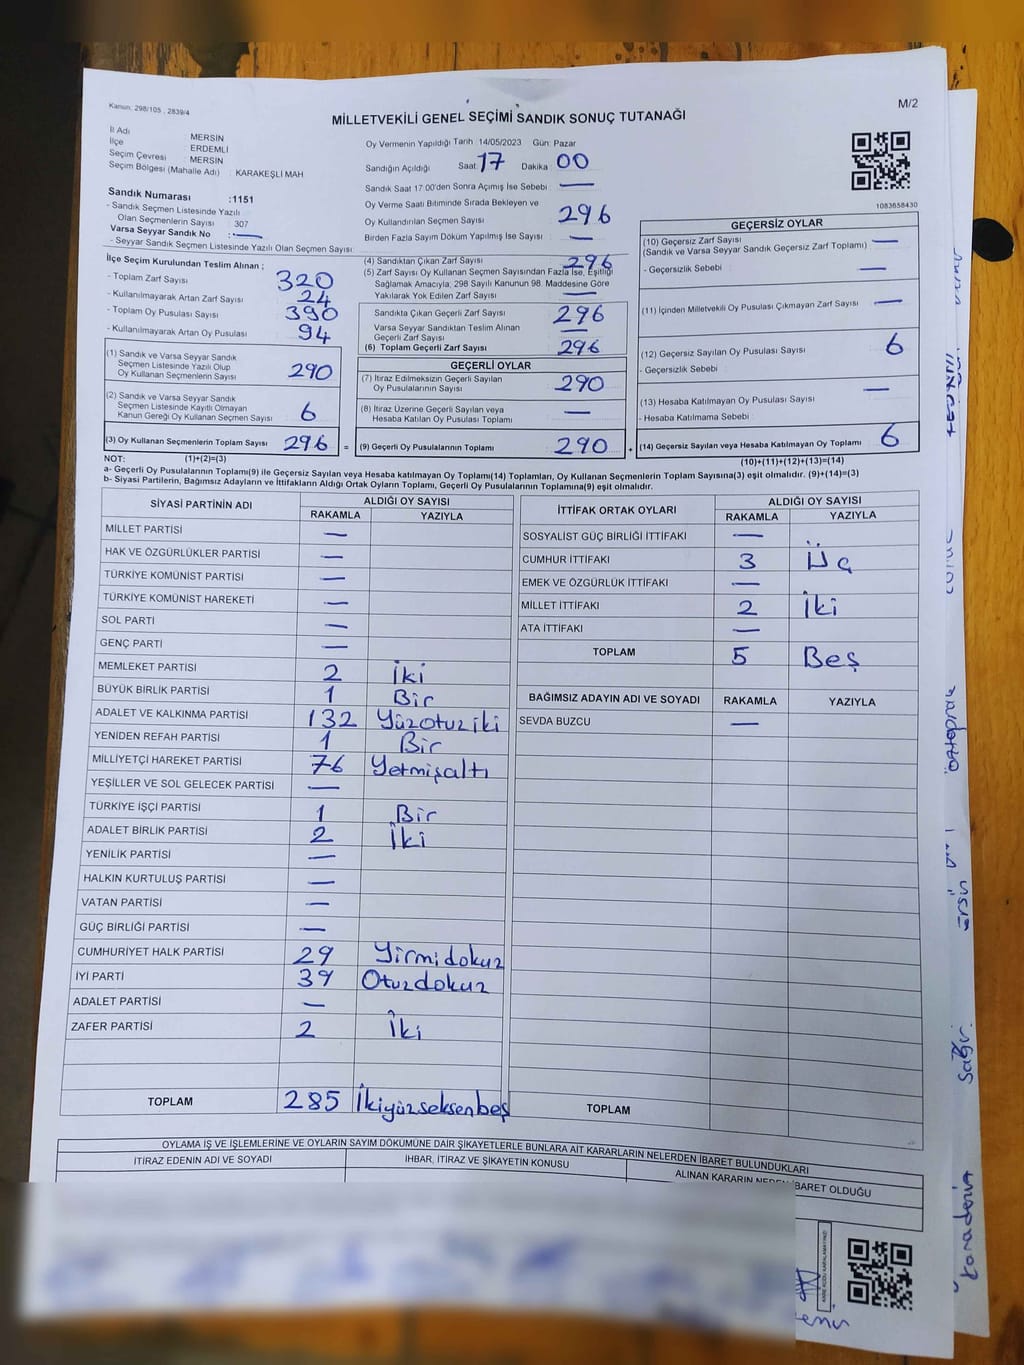 Kanun: 298/105 , 2839/4
M/2
MİLLETVEKİLİ GENEL SEÇİMİ SANDIK SONUÇ TUTANAĞI
İl Adı : MERSİN
İlçe : ERDEMLİ
Seçim Çevresi : MERSİN
Seçim Bölgesi (Mahalle Adı) : KARAKEŞLİ MAH
Sandık Numarası : 1151
- Sandık Seçmen Listesinde Yazılı
Olan Seçmenlerin Sayısı : 307
Varsa Seyyar Sandık No : —
- Seyyar Sandık Seçmen Listesinde Yazılı Olan Seçmen Sayısı:
Oy Vermenin Yapıldığı Tarih 14/05/2023 Gün: Pazar
Sandığın Açıldığı Saat 17 Dakika 00
Sandık Saat 17:00'den Sonra Açımış İse Sebebi : —
Oy Verme Saati Bitiminde Sırada Bekleyen ve
Oy Kullandırılan Seçmen Sayısı : 296
Birden Fazla Sayım Döküm Yapılmış İse Sayısı : —
1083658430
İlçe Seçim Kurulundan Teslim Alınan ;
- Toplam Zarf Sayısı : 320
- Kullanılmayarak Artan Zarf Sayısı : 24
- Toplam Oy Pusulası Sayısı : 390
- Kullanılmayarak Artan Oy Pusulası : 94
(1) Sandık ve Varsa Seyyar Sandık
Seçmen Listesinde Yazılı Olup
Oy Kullanan Seçmenlerin Sayısı : 290
(2) Sandık ve Varsa Seyyar Sandık
Seçmen Listesinde Kayıtlı Olmayan
Kanun Gereği Oy Kullanan Seçmen Sayısı : 6
(3) Oy Kullanan Seçmenlerin Toplam Sayısı : 296 =
(4) Sandıktan Çıkan Zarf Sayısı : 296
(5) Zarf Sayısı Oy Kullanan Seçmen Sayısından Fazla İse, Eşitliği
Sağlamak Amacıyla, 298 Sayılı Kanunun 98. Maddesine Göre
Yakılarak Yok Edilen Zarf Sayısı : —
Sandıkta Çıkan Geçerli Zarf Sayısı : 296
Varsa Seyyar Sandıktan Teslim Alınan
Geçerli Zarf Sayısı : —
(6) Toplam Geçerli Zarf Sayısı : 296
GEÇERLİ OYLAR
(7) İtiraz Edilmeksizin Geçerli Sayılan
Oy Pusulalarının Sayısı : 290
(8) İtiraz Üzerine Geçerli Sayılan veya
Hesaba Katılan Oy Pusulası Toplamı : —
(9) Geçerli Oy Pusulalarının Toplamı : 290 +
GEÇERSİZ OYLAR
(10) Geçersiz Zarf Sayısı : —
(Sandık ve Varsa Seyyar Sandık Geçersiz Zarf Toplamı)
- Geçersizlik Sebebi : —
(11) İçinden Milletvekili Oy Pusulası Çıkmayan Zarf Sayısı : —
(12) Geçersiz Sayılan Oy Pusulası Sayısı : 6
- Geçersizlik Sebebi :
(13) Hesaba Katılmayan Oy Pusulası Sayısı : —
- Hesaba Katılmama Sebebi :
(14) Geçersiz Sayılan veya Hesaba Katılmayan Oy Toplamı : 6
NOT: (1)+(2)=(3) (10)+(11)+(12)+(13)=(14)
a- Geçerli Oy Pusulalarının Toplamı(9) ile Geçersiz Sayılan veya Hesaba katılmayan Oy Toplamı(14) Toplamları, Oy Kullanan Seçmenlerin Toplam Sayısına(3) eşit olmalıdır. (9)+(14)=(3)
b- Siyasi Partilerin, Bağımsız Adayların ve İttifakların Aldığı Ortak Oyların Toplamı, Geçerli Oy Pusulalarının Toplamına(9) eşit olmalıdır.
SİYASİ PARTİNİN ADI ALDIĞI OY SAYISI
RAKAMLA YAZIYLA
MİLLET PARTİSİ —
HAK VE ÖZGÜRLÜKLER PARTİSİ —
TÜRKİYE KOMÜNİST PARTİSİ —
TÜRKİYE KOMÜNİST HAREKETİ —
SOL PARTİ —
GENÇ PARTİ —
MEMLEKET PARTİSİ 2 İki
BÜYÜK BİRLİK PARTİSİ 1 Bir
ADALET VE KALKINMA PARTİSİ 132 Yüzotuziki
YENİDEN REFAH PARTİSİ 1 Bir
MİLLİYETÇİ HAREKET PARTİSİ 76 Yetmişaltı
YEŞİLLER VE SOL GELECEK PARTİSİ —
TÜRKİYE İŞÇİ PARTİSİ 1 Bir
ADALET BİRLİK PARTİSİ 2 İki
YENİLİK PARTİSİ —
HALKIN KURTULUŞ PARTİSİ —
VATAN PARTİSİ —
GÜÇ BİRLİĞİ PARTİSİ —
CUMHURİYET HALK PARTİSİ 29 Yirmidokuz
İYİ PARTİ 39 Otuzdokuz
ADALET PARTİSİ —
ZAFER PARTİSİ 2 İki
TOPLAM 285 İkiyüzseksenbeş
İTTİFAK ORTAK OYLARI ALDIĞI OY SAYISI
RAKAMLA YAZIYLA
SOSYALİST GÜÇ BİRLİĞİ İTTİFAKI —
CUMHUR İTTİFAKI 3 Üç
EMEK VE ÖZGÜRLÜK İTTİFAKI —
MİLLET İTTİFAKI 2 İki
ATA İTTİFAKI —
TOPLAM 5 Beş
BAĞIMSIZ ADAYIN ADI VE SOYADI RAKAMLA YAZIYLA
SEVDA BUZCU —
TOPLAM
OYLAMA İŞ VE İŞLEMLERİNE VE OYLARIN SAYIM DÖKÜMÜNE DAİR ŞİKAYETLERLE BUNLARA AİT KARARLARIN NELERDEN İBARET BULUNDUKLARI
İTİRAZ EDENİN ADI VE SOYADI İHBAR, İTİRAZ VE ŞİKAYETİN KONUSU ALINAN KARARIN NEDEN İBARET OLDUĞU